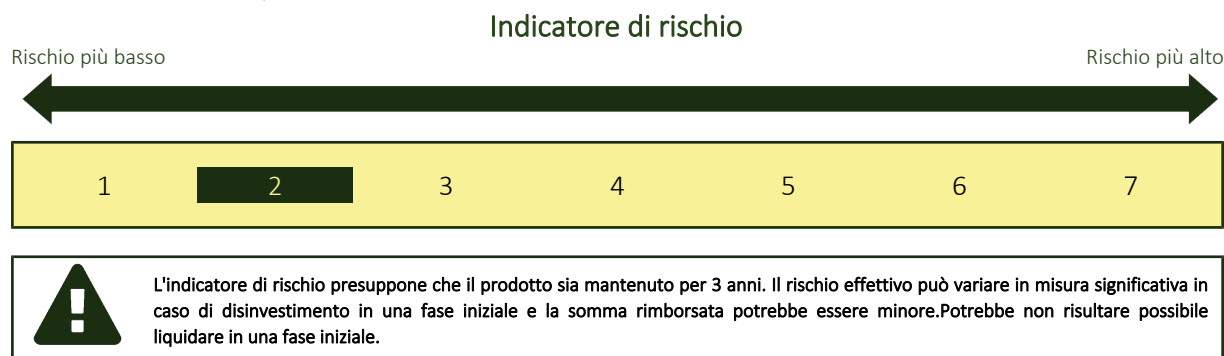 Indicatore di rischio
Rischio più basso
Rischio più alto
1 2 3 4 5 6 7
L'indicatore di rischio presuppone che il prodotto sia mantenuto per 3 anni. Il rischio effettivo può variare in misura significativa in
caso di disinvestimento in una fase iniziale e la somma rimborsata potrebbe essere minore.Potrebbe non risultare possibile
liquidare in una fase iniziale.